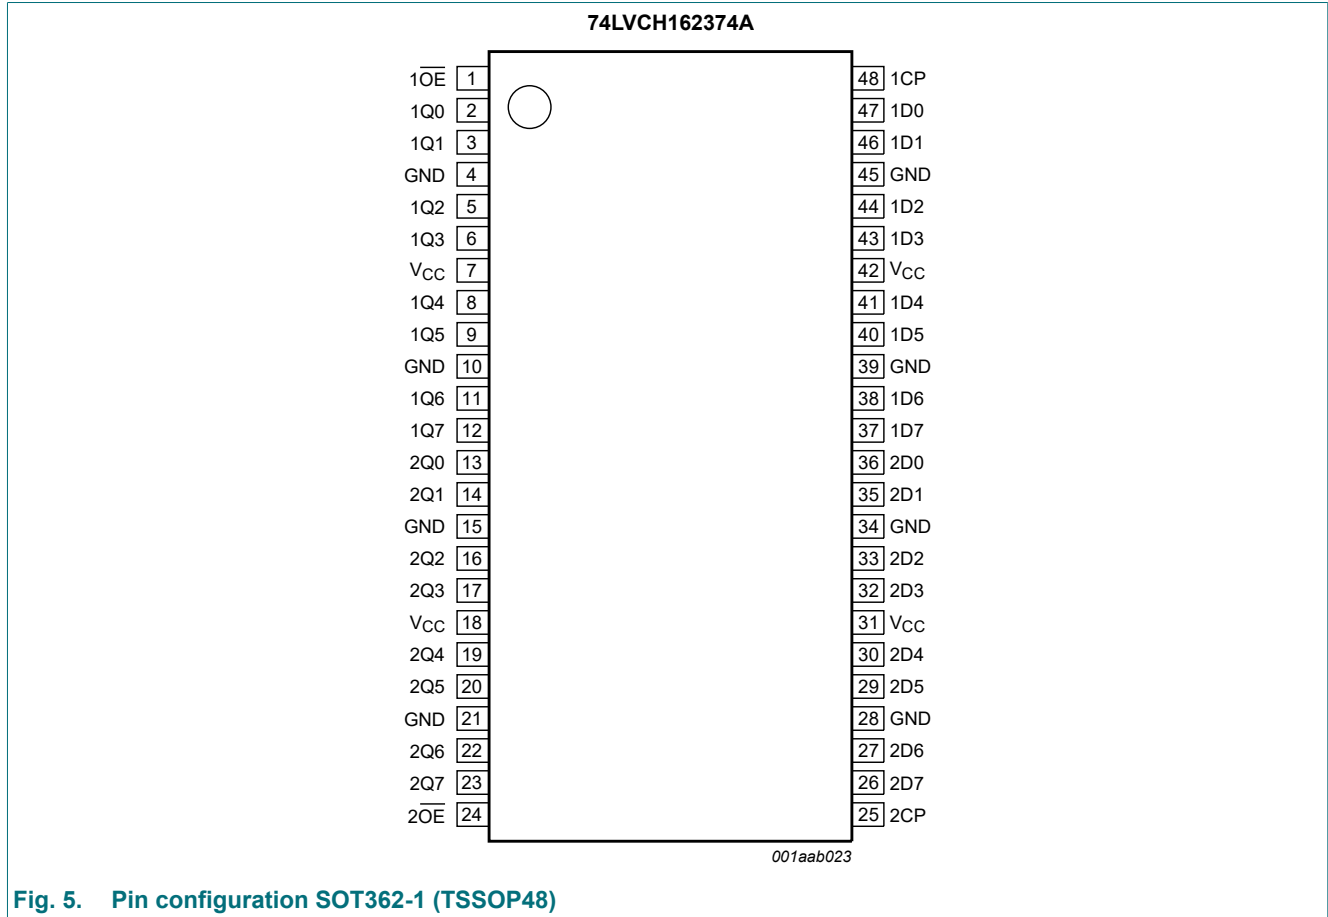 74LVCH162374A
1O̅E̅ 1 48 1CP
1Q0 2 47 1D0
1Q1 3 46 1D1
GND 4 45 GND
1Q2 5 44 1D2
1Q3 6 43 1D3
VCC 7 42 VCC
1Q4 8 41 1D4
1Q5 9 40 1D5
GND 10 39 GND
1Q6 11 38 1D6
1Q7 12 37 1D7
2Q0 13 36 2D0
2Q1 14 35 2D1
GND 15 34 GND
2Q2 16 33 2D2
2Q3 17 32 2D3
VCC 18 31 VCC
2Q4 19 30 2D4
2Q5 20 29 2D5
GND 21 28 GND
2Q6 22 27 2D6
2Q7 23 26 2D7
2O̅E̅ 24 25 2CP
001aab023
Fig. 5. Pin configuration SOT362-1 (TSSOP48)